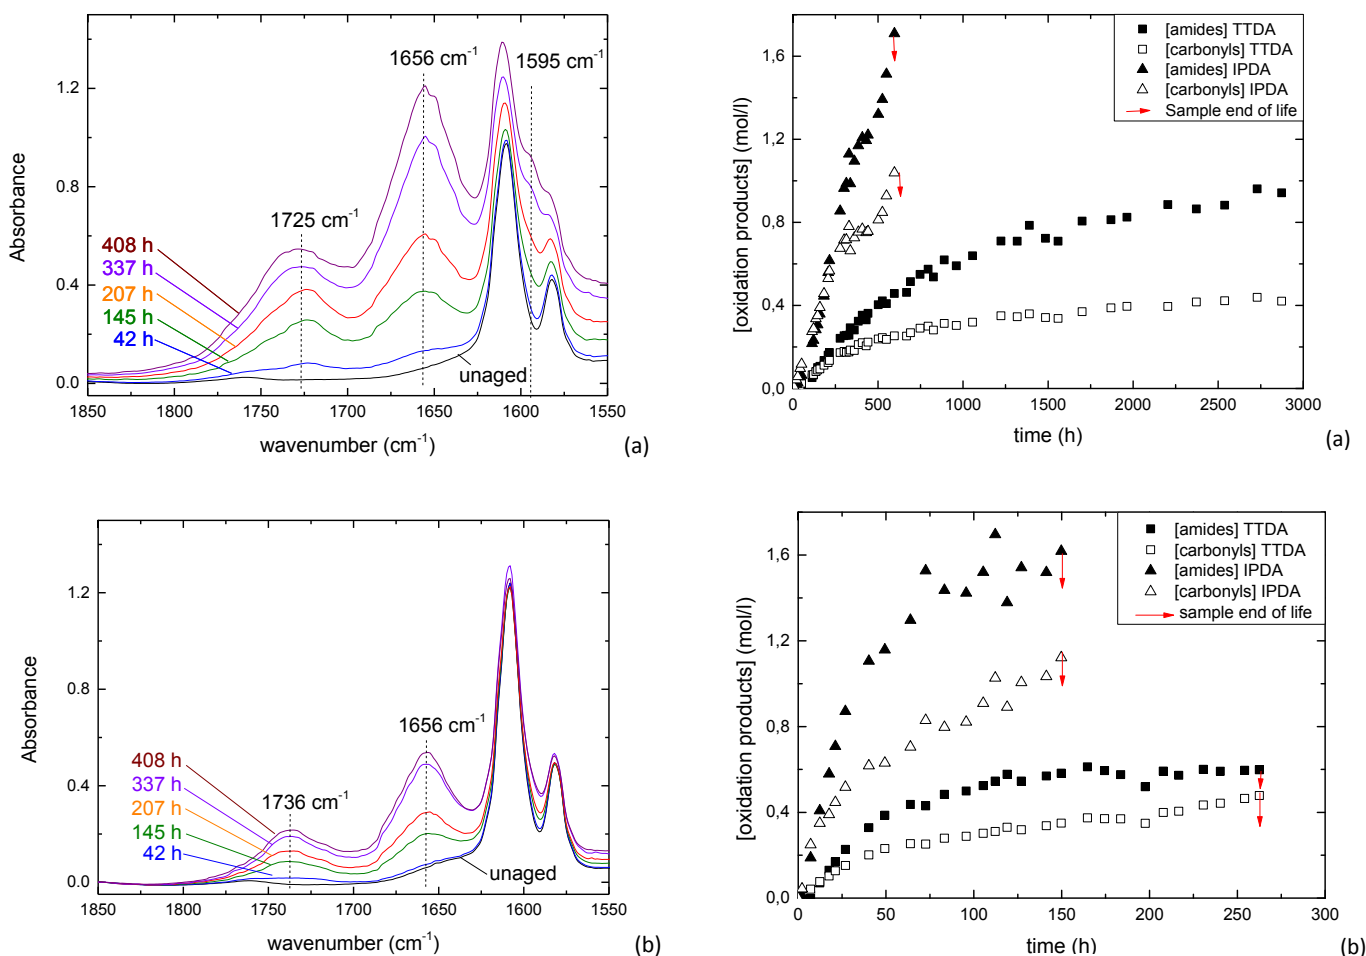 1656 cm⁻¹
1595 cm⁻¹
1.2
0.8
0.4
0.0
Absorbance
1725 cm⁻¹
408 h
337 h
207 h
145 h
42 h
unaged
1850 1800 1750 1700 1650 1600 1550
wavenumber (cm⁻¹)
(a)
[amides] TTDA
[carbonyls] TTDA
[amides] IPDA
[carbonyls] IPDA
Sample end of life
1,6
1,2
0,8
0,4
0,0
[oxidation products] (mol/l)
0 500 1000 1500 2000 2500 3000
time (h)
(a)
1.2
0.8
0.4
0.0
Absorbance
1656 cm⁻¹
1736 cm⁻¹
408 h
337 h
207 h
145 h
42 h
unaged
1850 1800 1750 1700 1650 1600 1550
wavenumber (cm⁻¹)
(b)
[amides] TTDA
[carbonyls] TTDA
[amides] IPDA
[carbonyls] IPDA
sample end of life
1,6
1,2
0,8
0,4
0,0
[oxidation products] (mol/l)
0 50 100 150 200 250 300
time (h)
(b)